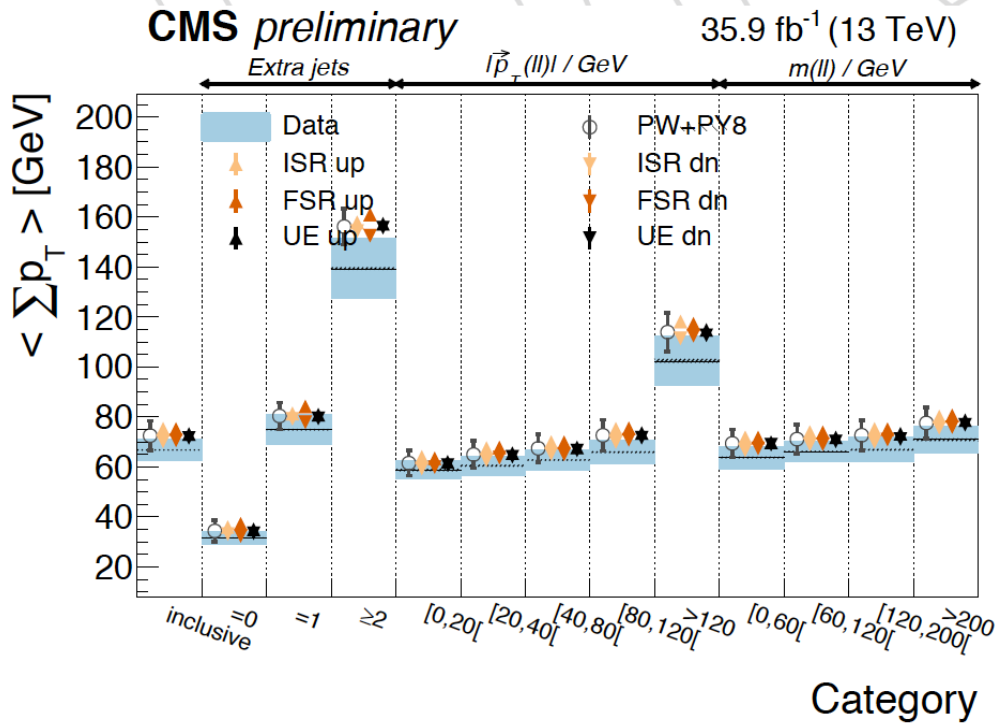 CMS preliminary 35.9 fb⁻¹ (13 TeV)
Extra jets |p⃗_T(ll)| / GeV m(ll) / GeV
< ∑p_T > [GeV]
200
180
160
140
120
100
80
60
40
20
Data PW+PY8
ISR up ISR dn
FSR up FSR dn
UE up UE dn
inclusive =0 =1 ≥2 [0,20[ [20,40[ [40,80[ [80,120[ >120 [0,60[ [60,120[ [120,200[ >200
Category